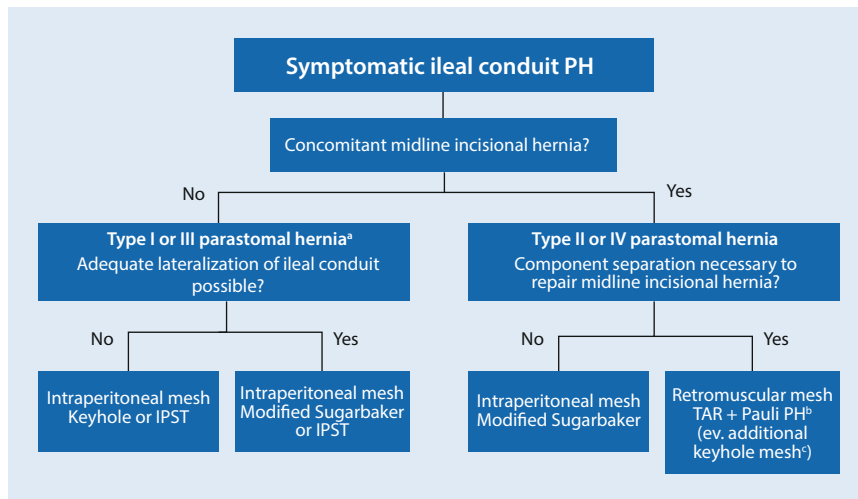 Symptomatic ileal conduit PH
Concomitant midline incisional hernia?
No
Yes
Type I or III parastomal herniaᵃ
Adequate lateralization of ileal conduit
possible?
Type II or IV parastomal hernia
Component separation necessary to
repair midline incisional hernia?
No
Yes
No
Yes
Intraperitoneal mesh
Keyhole or IPST
Intraperitoneal mesh
Modified Sugarbaker
or IPST
Intraperitoneal mesh
Modified Sugarbaker
Retromuscular mesh
TAR + Pauli PHᵇ
(ev. additional
keyhole meshᶜ)